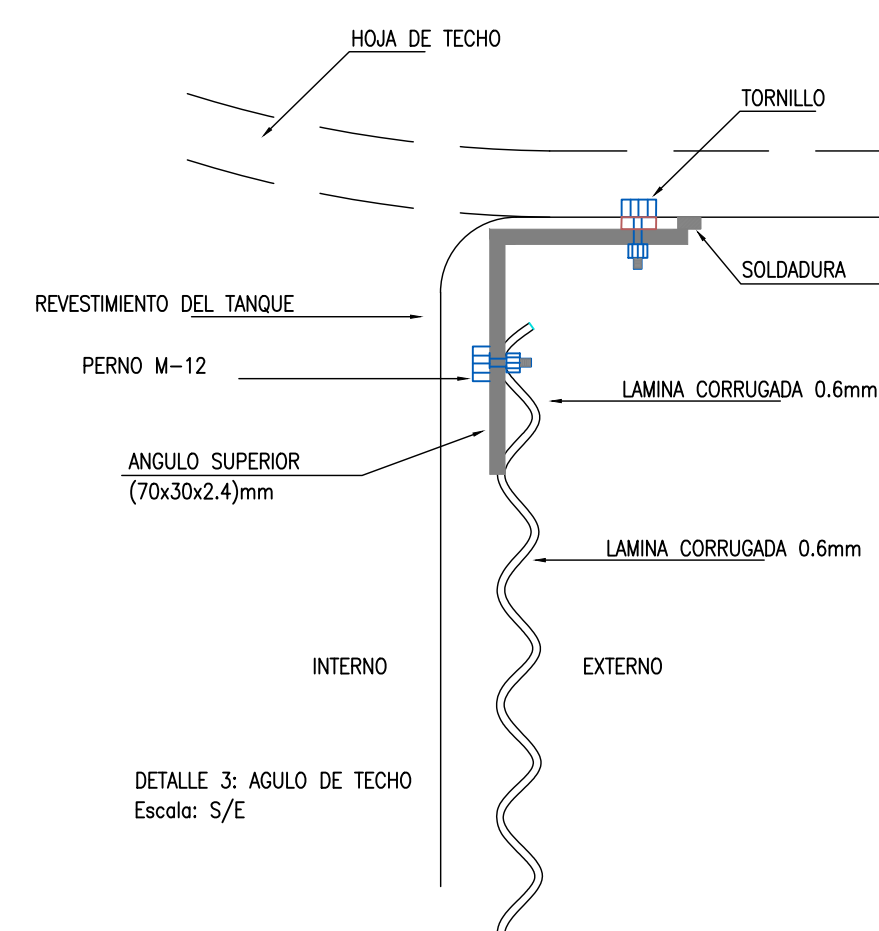 HOJA DE TECHO
TORNILLO
SOLDADURA
REVESTIMIENTO DEL TANQUE
PERNO M-12
LAMINA CORRUGADA 0.6mm
ANGULO SUPERIOR
(70x30x2.4)mm
LAMINA CORRUGADA 0.6mm
INTERNO
EXTERNO
DETALLE 3: AGULO DE TECHO
Escala: S/E